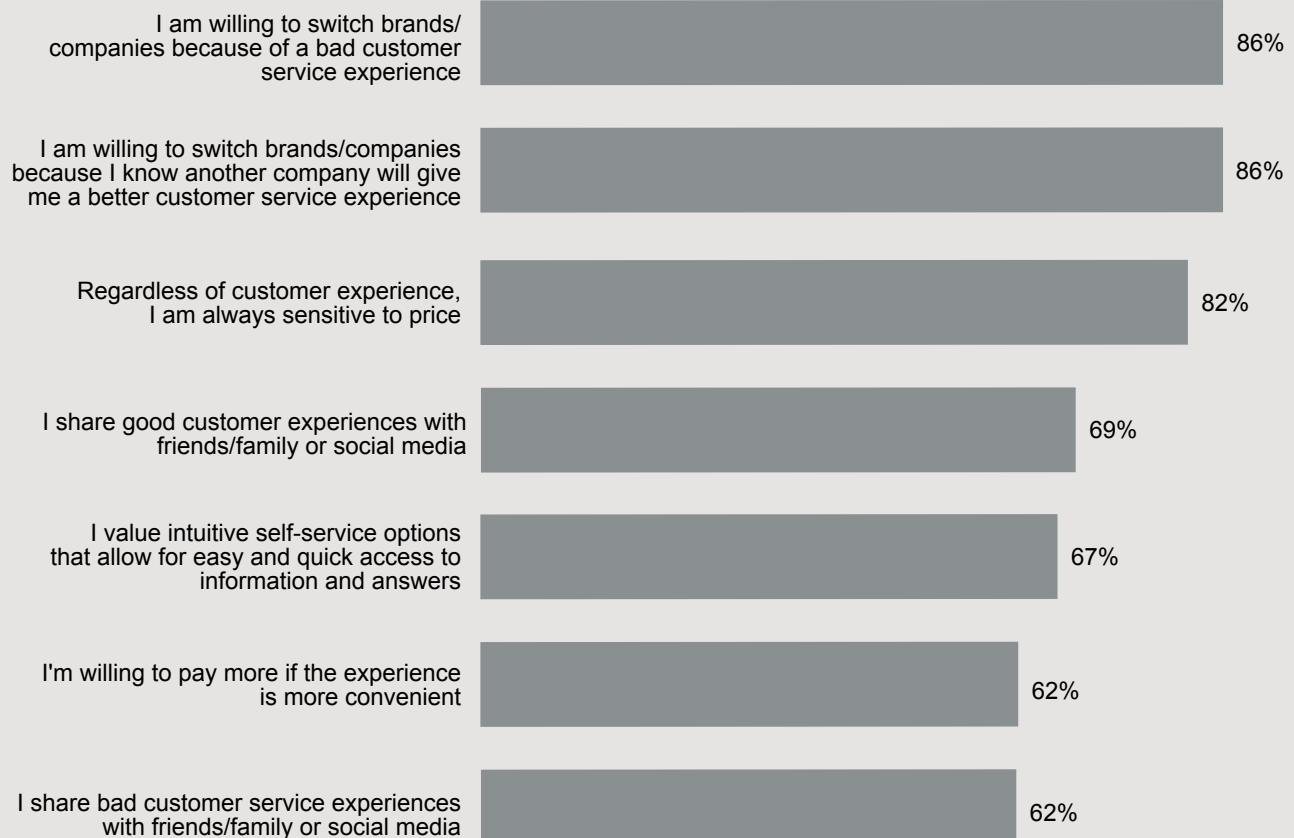 I am willing to switch brands/
companies because of a bad customer
service experience
86%
I am willing to switch brands/companies
because I know another company will give
me a better customer service experience
86%
Regardless of customer experience,
I am always sensitive to price
82%
I share good customer experiences with
friends/family or social media
69%
I value intuitive self-service options
that allow for easy and quick access to
information and answers
67%
I'm willing to pay more if the experience
is more convenient
62%
I share bad customer service experiences
with friends/family or social media
62%